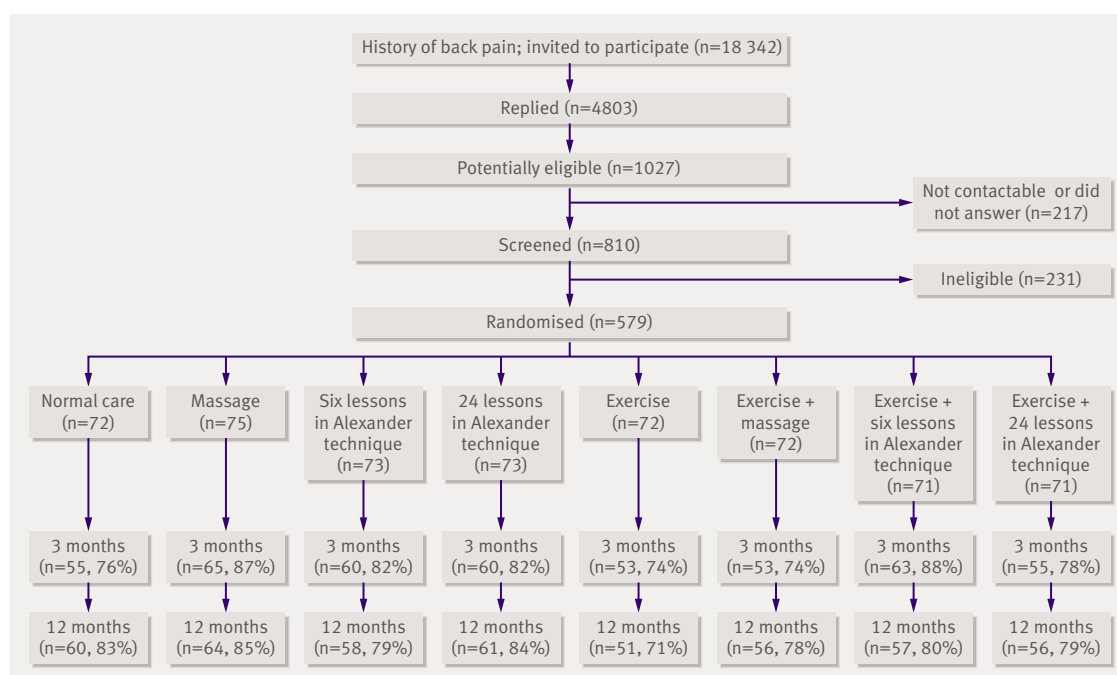 History of back pain; invited to participate (n=18 342)
Replied (n=4803)
Potentially eligible (n=1027)
Not contactable or did
not answer (n=217)
Screened (n=810)
Ineligible (n=231)
Randomised (n=579)
Normal care
(n=72)
Massage
(n=75)
Six lessons
in Alexander
technique
(n=73)
24 lessons
in Alexander
technique
(n=73)
Exercise
(n=72)
Exercise +
massage
(n=72)
Exercise +
six lessons
in Alexander
technique
(n=71)
Exercise +
24 lessons
in Alexander
technique
(n=71)
3 months
(n=55, 76%)
3 months
(n=65, 87%)
3 months
(n=60, 82%)
3 months
(n=60, 82%)
3 months
(n=53, 74%)
3 months
(n=53, 74%)
3 months
(n=63, 88%)
3 months
(n=55, 78%)
12 months
(n=60, 83%)
12 months
(n=64, 85%)
12 months
(n=58, 79%)
12 months
(n=61, 84%)
12 months
(n=51, 71%)
12 months
(n=56, 78%)
12 months
(n=57, 80%)
12 months
(n=56, 79%)